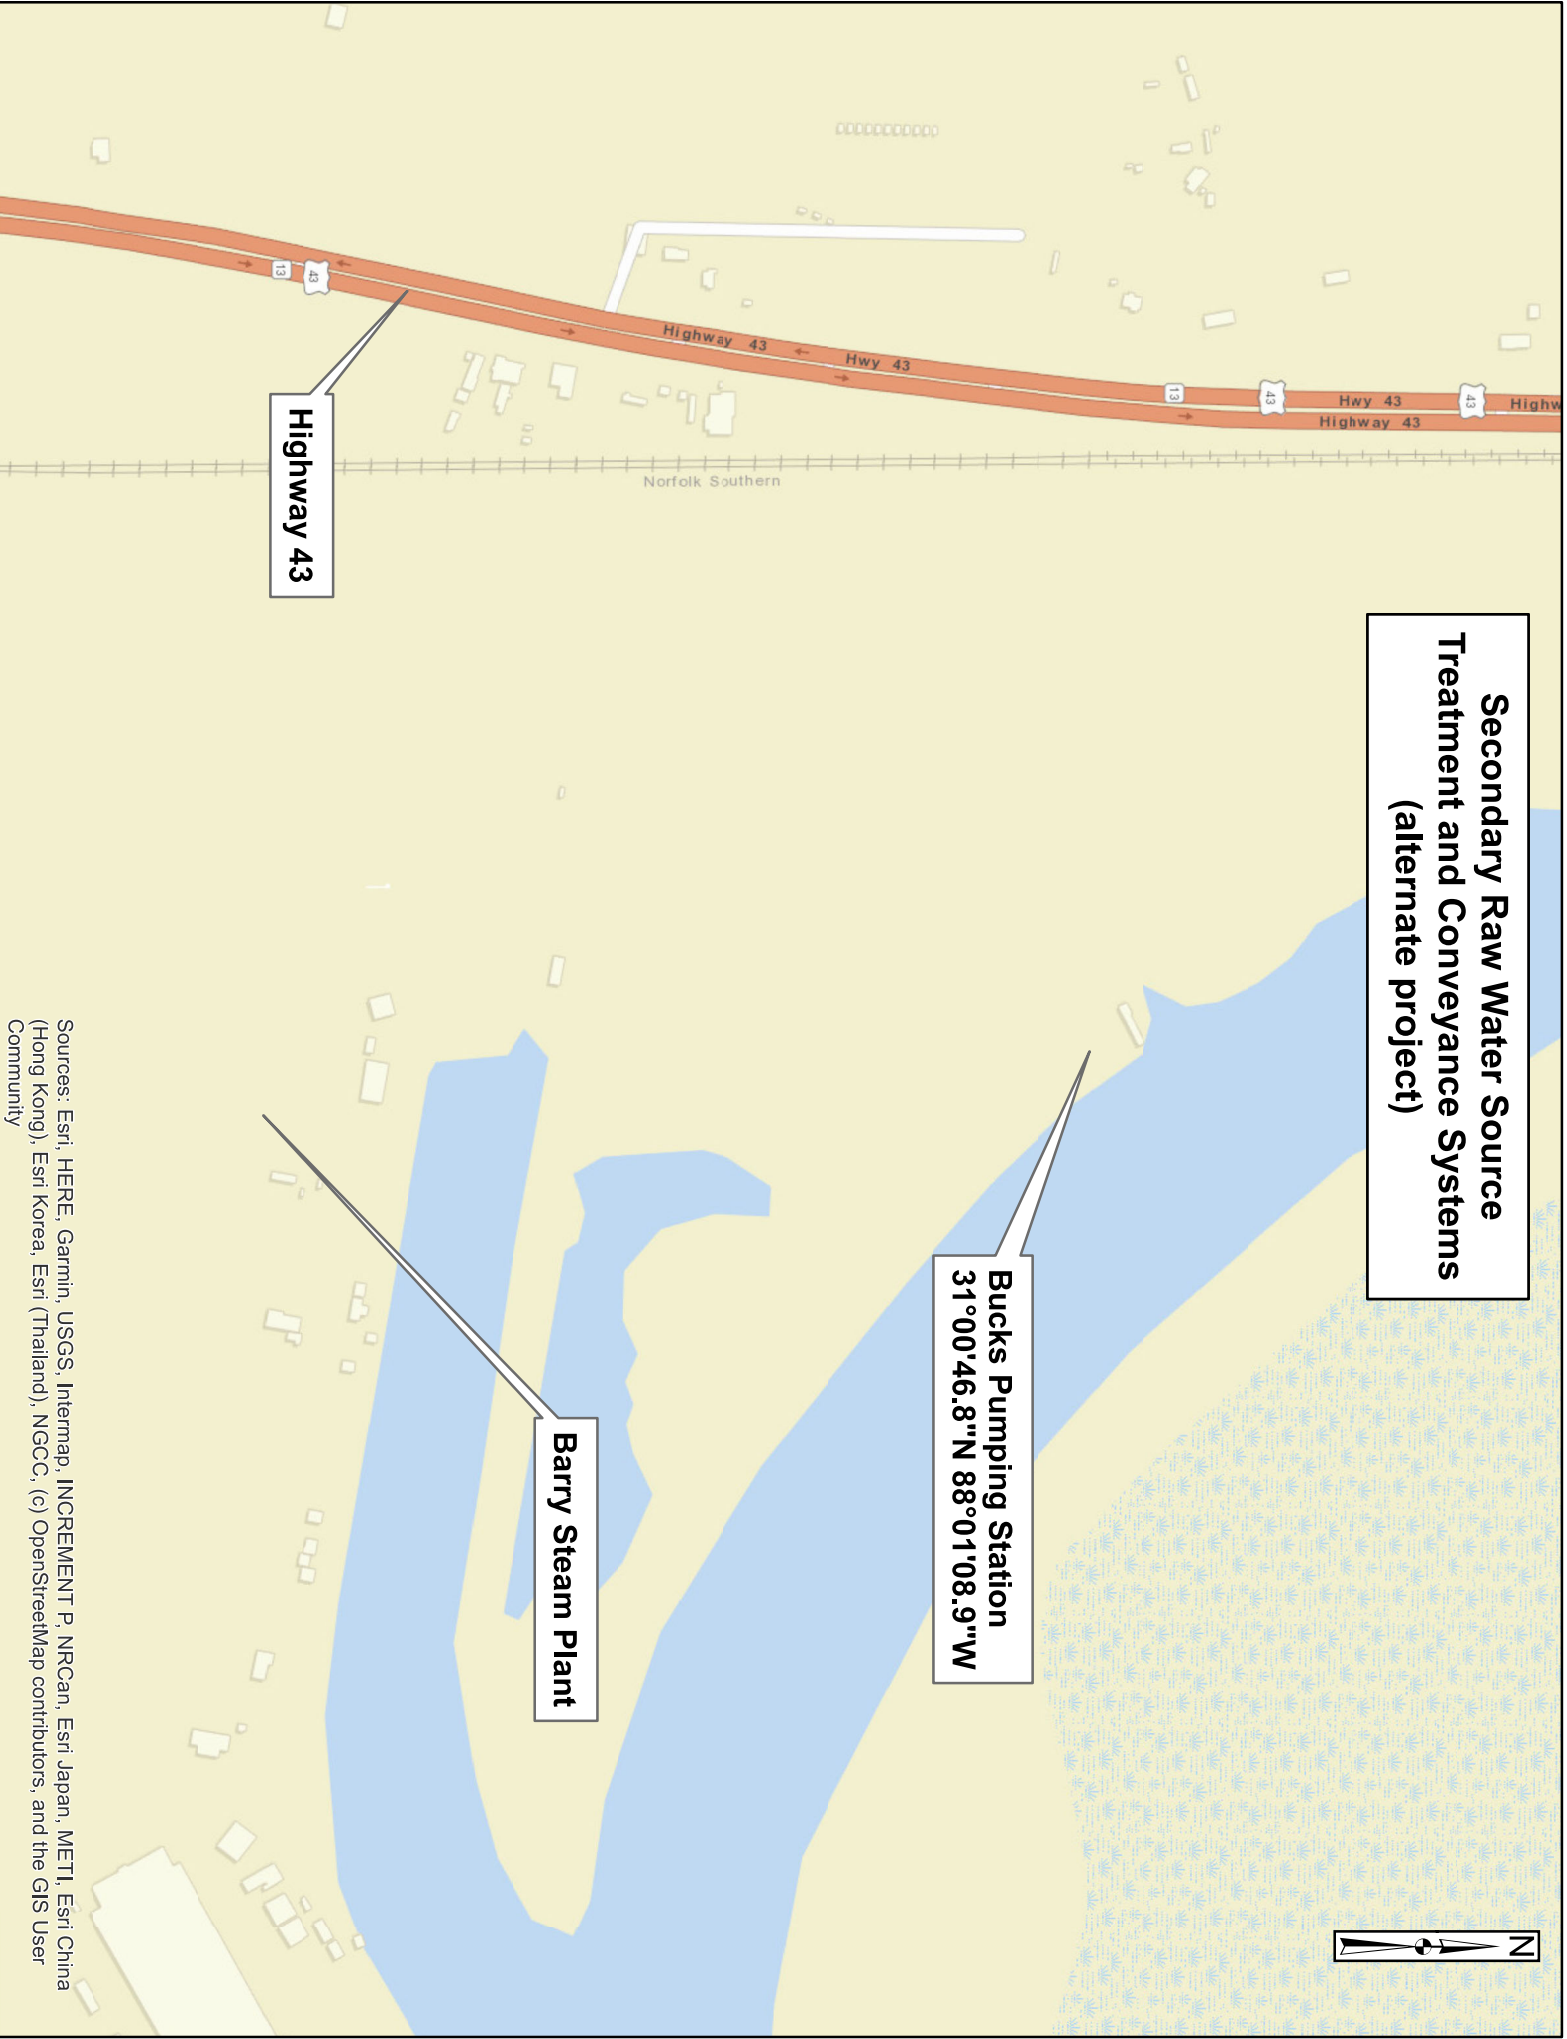 Secondary Raw Water Source
Treatment and Conveyance Systems
(alternate project)
N
Highw
Hwy 43
Highway 43
43
43
13
Hwy 43
Highway 43
43
13
Norfolk Southern
Highway 43
Bucks Pumping Station
31°00'46.8"N 88°01'08.9"W
Barry Steam Plant
Sources: Esri, HERE, Garmin, USGS, Intermap, INCREMENT P, NRCan, Esri Japan, METI, Esri China
(Hong Kong), Esri Korea, Esri (Thailand), NGCC, (c) OpenStreetMap contributors, and the GIS User
Community